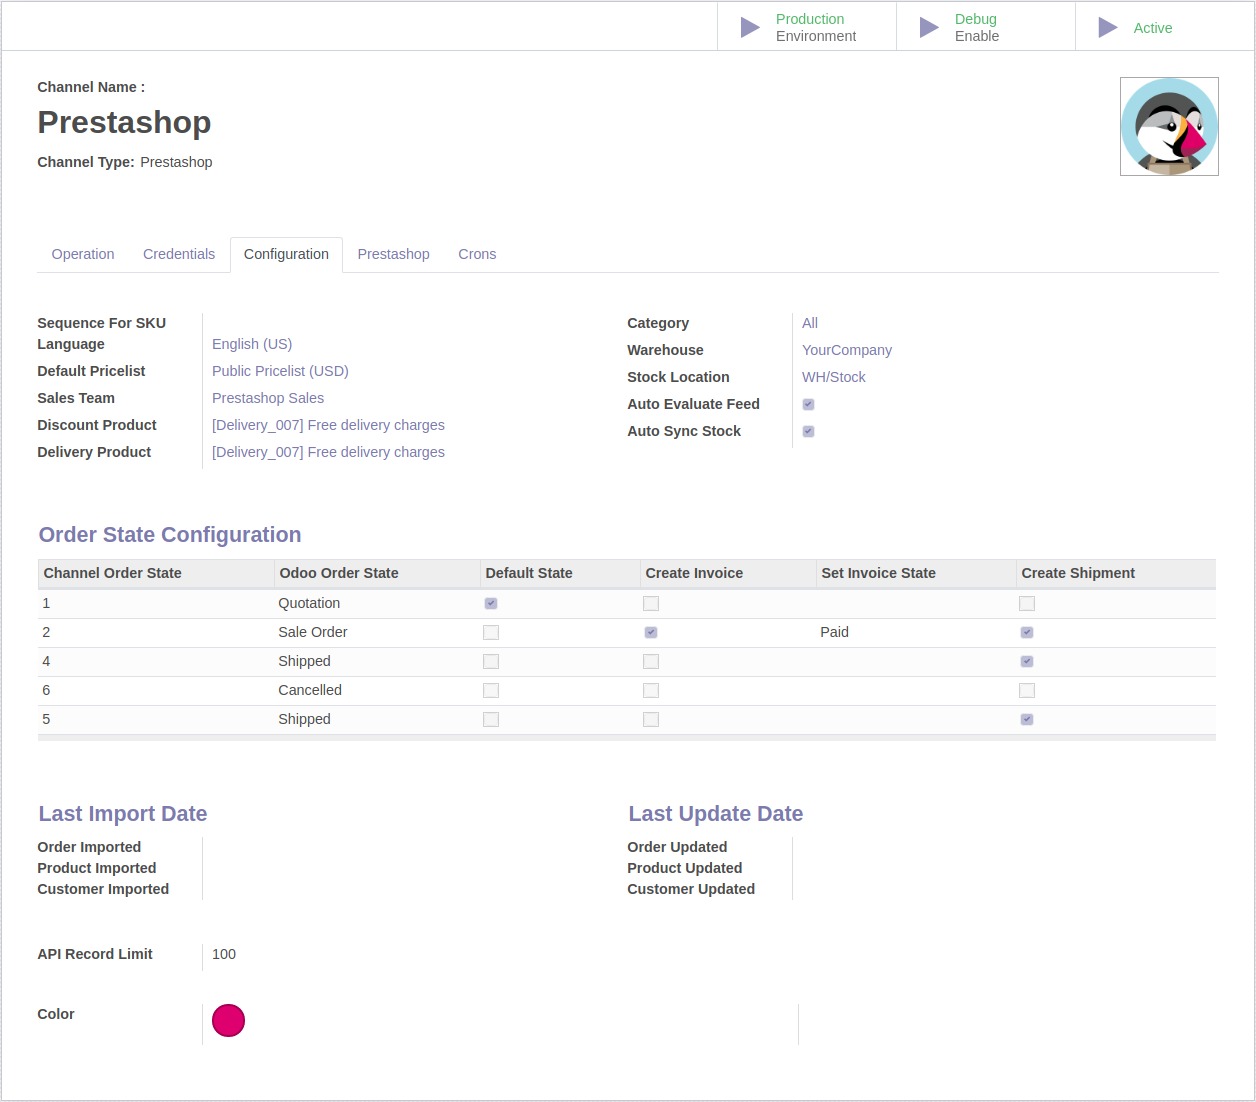 Production
Environment
Debug
Enable
Active
Channel Name :
Prestashop
Channel Type: Prestashop
Operation Credentials Configuration Prestashop Crons
Sequence For SKU
Language English (US)
Default Pricelist Public Pricelist (USD)
Sales Team Prestashop Sales
Discount Product [Delivery_007] Free delivery charges
Delivery Product [Delivery_007] Free delivery charges
Category All
Warehouse YourCompany
Stock Location WH/Stock
Auto Evaluate Feed
Auto Sync Stock
Order State Configuration
Channel Order State Odoo Order State Default State Create Invoice Set Invoice State Create Shipment
1 Quotation
2 Sale Order Paid
4 Shipped
6 Cancelled
5 Shipped
Last Import Date
Order Imported
Product Imported
Customer Imported
Last Update Date
Order Updated
Product Updated
Customer Updated
API Record Limit 100
Color